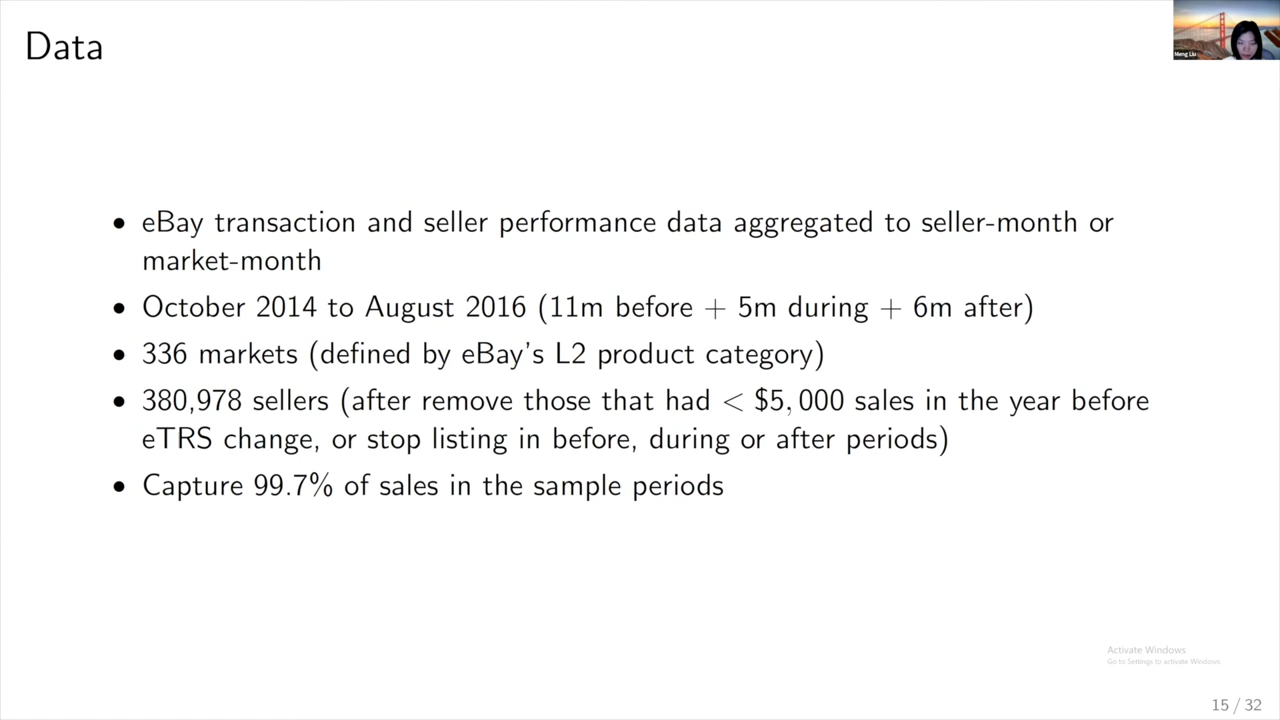 Data
Meng Liu
• eBay transaction and seller performance data aggregated to seller-month or
market-month
• October 2014 to August 2016 (11m before + 5m during + 6m after)
• 336 markets (defined by eBay's L2 product category)
• 380,978 sellers (after remove those that had < $5,000 sales in the year before
eTRS change, or stop listing in before, during or after periods)
• Capture 99.7% of sales in the sample periods
Activate Windows
Go to Settings to activate Windows.
15 / 32